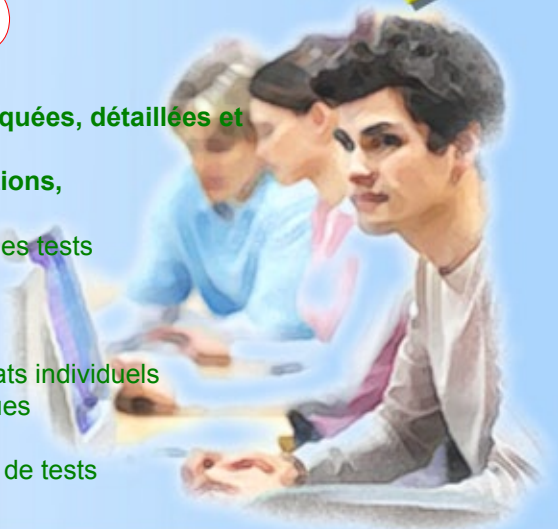 quées, détaillées et
ions,
es tests
ats individuels
ues
de tests